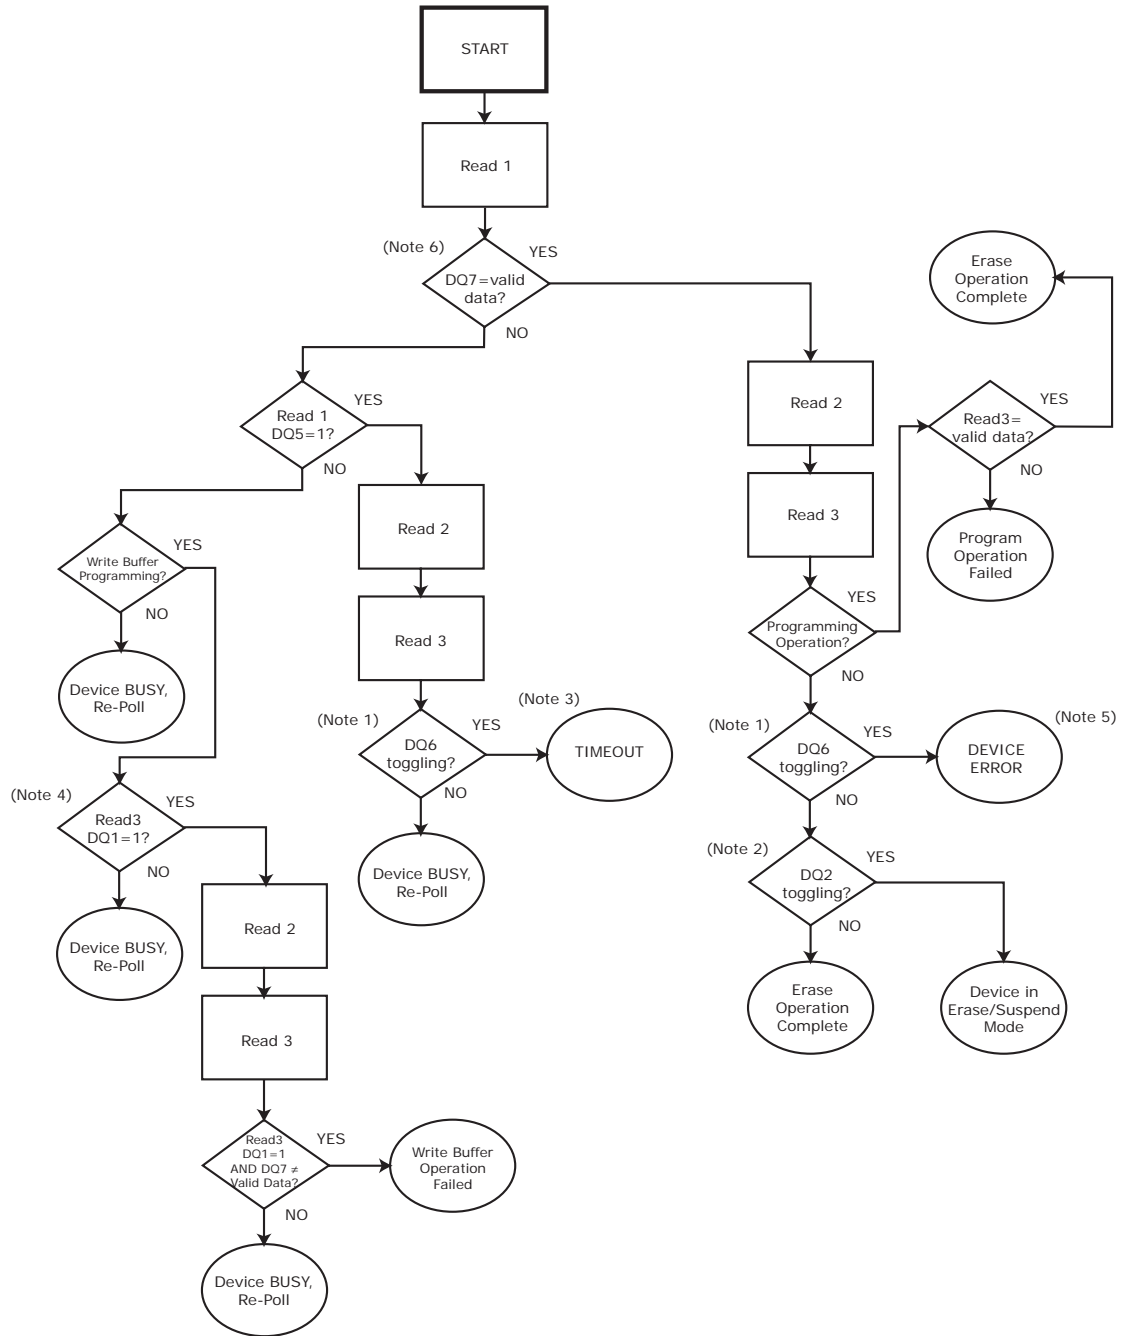 START
Read 1
(Note 6)
YES
DQ7=valid
data?
NO
Erase
Operation
Complete
Read 1
DQ5=1?
YES
NO
Read 2
Read3=
valid data?
YES
NO
Read 2
Read 3
Program
Operation
Failed
Write Buffer
Programming?
YES
NO
Read 3
Programming
Operation?
YES
NO
Device BUSY,
Re-Poll
(Note 1)
DQ6
toggling?
YES
NO
(Note 3)
TIMEOUT
(Note 1)
DQ6
toggling?
YES
NO
DEVICE
ERROR
(Note 5)
(Note 4)
Read3
DQ1=1?
YES
NO
Device BUSY,
Re-Poll
(Note 2)
DQ2
toggling?
YES
NO
Device BUSY,
Re-Poll
Read 2
Erase
Operation
Complete
Device in
Erase/Suspend
Mode
Read 3
Read3
DQ1=1
AND DQ7 ≠
Valid Data?
YES
NO
Write Buffer
Operation
Failed
Device BUSY,
Re-Poll